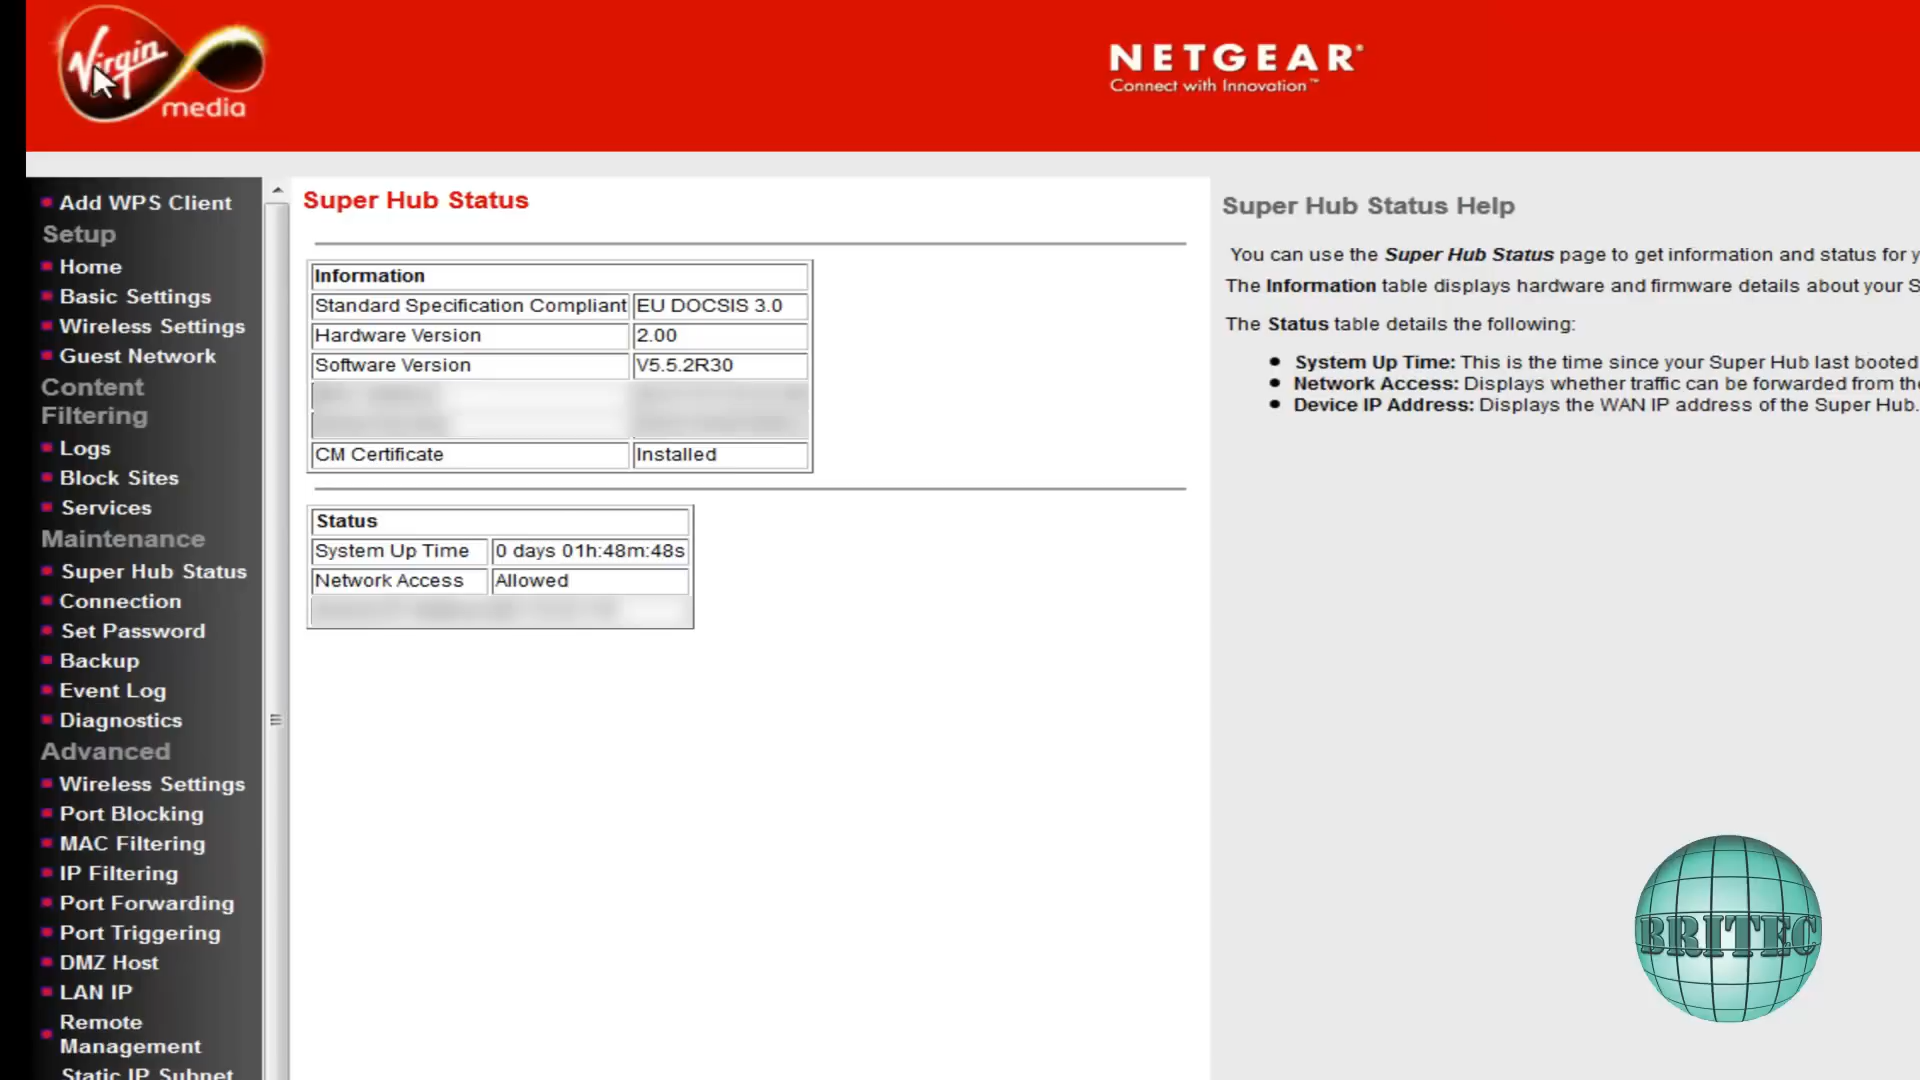 Virgin
media
NETGEAR®
Connect with Innovation™
Add WPS Client
Setup
Home
Basic Settings
Wireless Settings
Guest Network
Content
Filtering
Logs
Block Sites
Services
Maintenance
Super Hub Status
Connection
Set Password
Backup
Event Log
Diagnostics
Advanced
Wireless Settings
Port Blocking
MAC Filtering
IP Filtering
Port Forwarding
Port Triggering
DMZ Host
LAN IP
Remote
Management
Static IP Subnet
Super Hub Status
Information
Standard Specification Compliant EU DOCSIS 3.0
Hardware Version 2.00
Software Version V5.5.2R30
CM Certificate Installed
Status
System Up Time 0 days 01h:48m:48s
Network Access Allowed
Super Hub Status Help
You can use the Super Hub Status page to get information and status for y
The Information table displays hardware and firmware details about your S
The Status table details the following:
System Up Time: This is the time since your Super Hub last booted
Network Access: Displays whether traffic can be forwarded from the
Device IP Address: Displays the WAN IP address of the Super Hub.
BRITEC